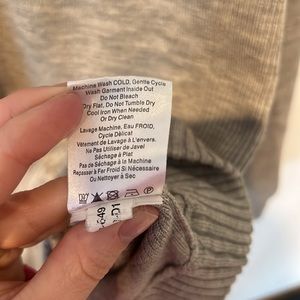 Machine Wash COLD, Gentle Cycle
Wash Garment Inside Out
Do Not Bleach
Dry Flat, Do Not Tumble Dry
Cool Iron When Needed
Or Dry Clean
Lavage Machine, Eau FROID,
Cycle Délicat
Vêtement de Lavage à L'envers
Ne Pas Utiliser de Javel
Séchage à Plat
Pas de Séchage à la Machine
Fer Chaud Froid Si Nécessaire
Ou Nettoyer à Sec